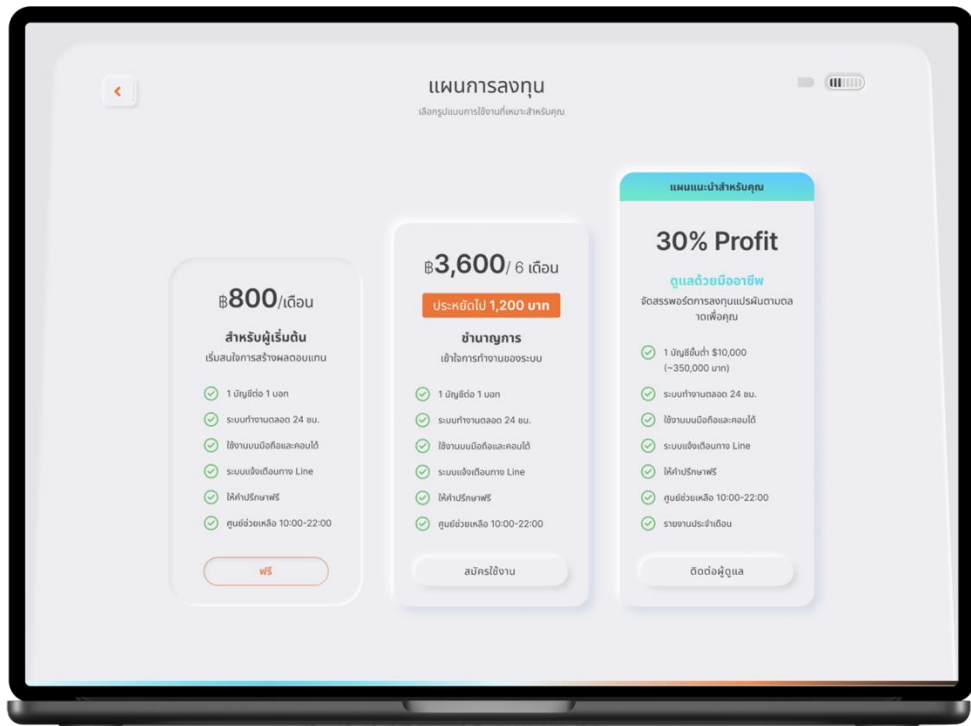 แผนการลงทุน
เลือกรูปแบบการใช้งานที่เหมาะสำหรับคุณ
฿800/เดือน
สำหรับผู้เริ่มต้น
เริ่มสนใจการสร้างผลตอบแทน
1 บัญชีต่อ 1 บอท
ระบบทำงานตลอด 24 ชม.
ใช้งานบนมือถือและคอมได้
ระบบแจ้งเตือนทาง Line
ให้คำปรึกษาฟรี
ศูนย์ช่วยเหลือ 10:00-22:00
ฟรี
฿3,600/ 6 เดือน
ประหยัดไป 1,200 บาท
ชำนาญการ
เข้าใจการทำงานของระบบ
1 บัญชีต่อ 1 บอท
ระบบทำงานตลอด 24 ชม.
ใช้งานบนมือถือและคอมได้
ระบบแจ้งเตือนทาง Line
ให้คำปรึกษาฟรี
ศูนย์ช่วยเหลือ 10:00-22:00
สมัครใช้งาน
แผนแนะนำสำหรับคุณ
30% Profit
ดูแลด้วยมืออาชีพ
จัดสรรพอร์ตการลงทุนแปรผันตามตล
าดเพื่อคุณ
1 บัญชีขั้นต่ำ $10,000
(~350,000 บาท)
ระบบทำงานตลอด 24 ชม.
ใช้งานบนมือถือและคอมได้
ระบบแจ้งเตือนทาง Line
ให้คำปรึกษาฟรี
ศูนย์ช่วยเหลือ 10:00-22:00
รายงานประจำเดือน
ติดต่อผู้ดูแล